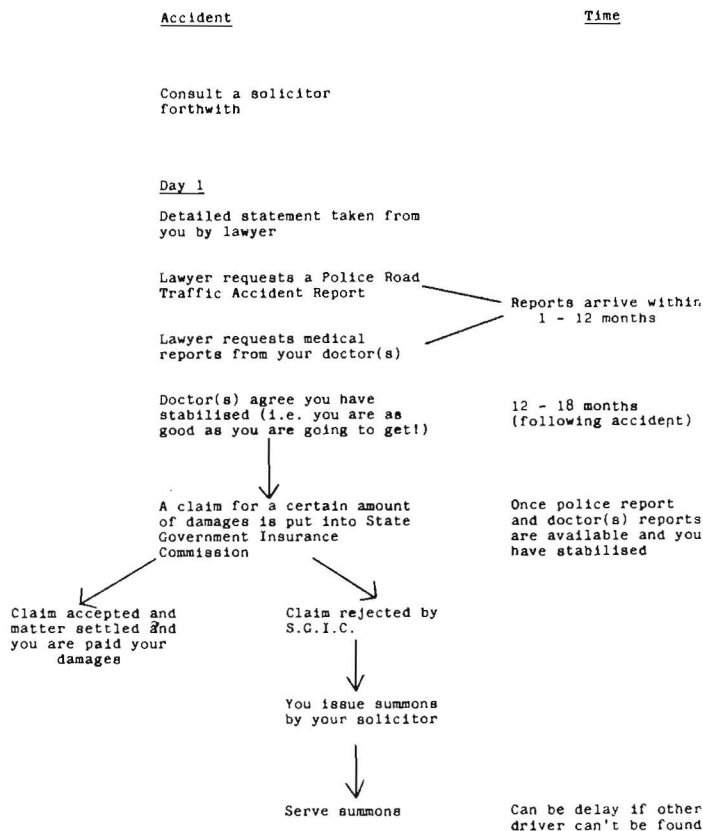 Accident
Time
Consult a solicitor
forthwith
Day 1
Detailed statement taken from
you by lawyer
Lawyer requests a Police Road
Traffic Accident Report
Reports arrive within
1 - 12 months
Lawyer requests medical
reports from your doctor(s)
Doctor(s) agree you have
stabilised (i.e. you are as
good as you are going to get!)
12 - 18 months
(following accident)
A claim for a certain amount
of damages is put into State
Government Insurance
Commission
Once police report
and doctor(s) reports
are available and you
have stabilised
Claim accepted and
matter settled and
you are paid your
damages
Claim rejected by
S.G.I.C.
You issue summons
by your solicitor
Serve summons
Can be delay if other
driver can't be found